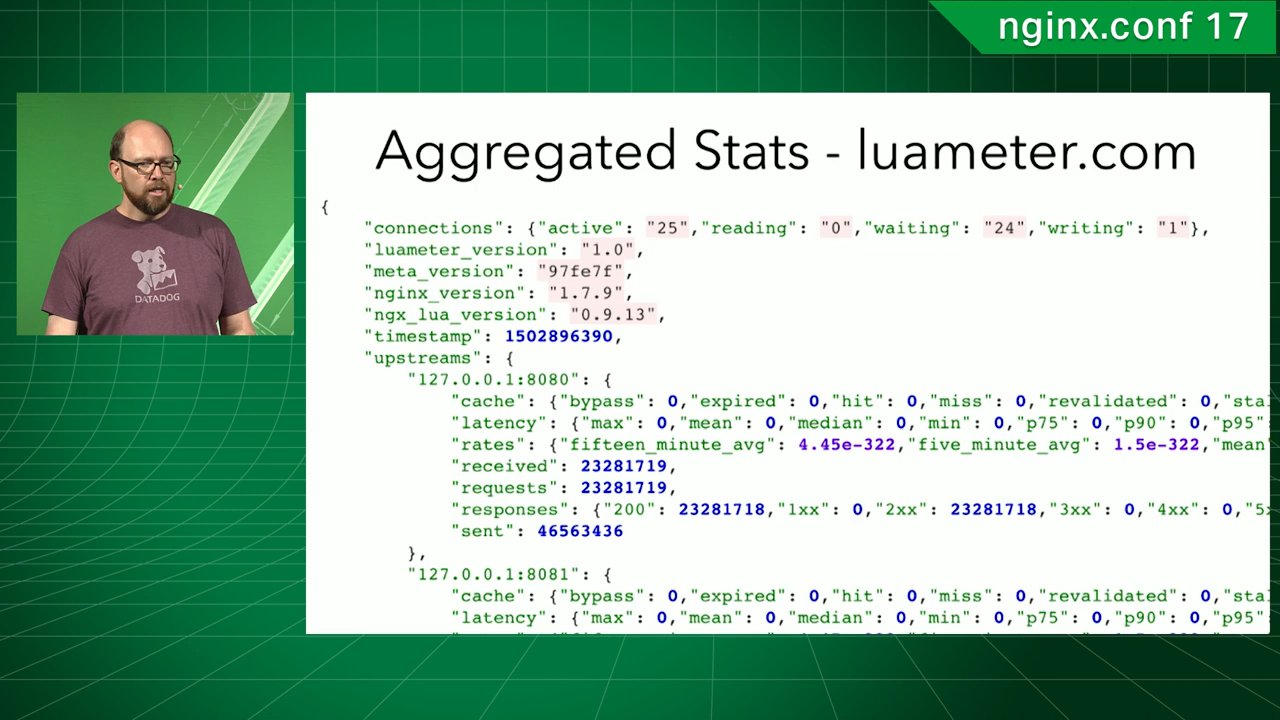 nginx.conf 17
DATADOG
Aggregated Stats - luameter.com
{
"connections": {"active": "25","reading": "0","waiting": "24","writing": "1"},
"luameter_version": "1.0",
"meta_version": "97fe7f",
"nginx_version": "1.7.9",
"ngx_lua_version": "0.9.13",
"timestamp": 1502896390,
"upstreams": {
"127.0.0.1:8080": {
"cache": {"bypass": 0,"expired": 0,"hit": 0,"miss": 0,"revalidated": 0,"stal
"latency": {"max": 0,"mean": 0,"median": 0,"min": 0,"p75": 0,"p90": 0,"p95"
"rates": {"fifteen_minute_avg": 4.45e-322,"five_minute_avg": 1.5e-322,"mean
"received": 23281719,
"requests": 23281719,
"responses": {"200": 23281718,"1xx": 0,"2xx": 23281718,"3xx": 0,"4xx": 0,"5x
"sent": 46563436
},
"127.0.0.1:8081": {
"cache": {"bypass": 0,"expired": 0,"hit": 0,"miss": 0,"revalidated": 0,"stal
"latency": {"max": 0,"mean": 0,"median": 0,"min": 0,"p75": 0,"p90": 0,"p95"